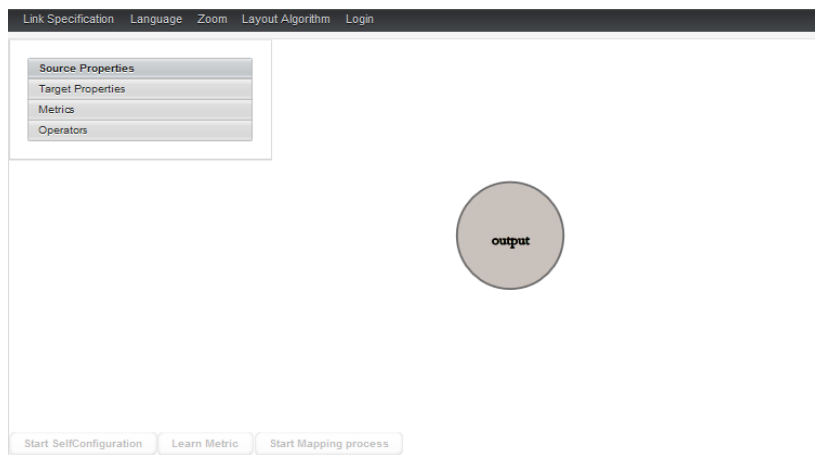 Link Specification Language Zoom Layout Algorithm Login
Source Properties
Target Properties
Metrics
Operators
output
Start SelfConfiguration Learn Metric Start Mapping process